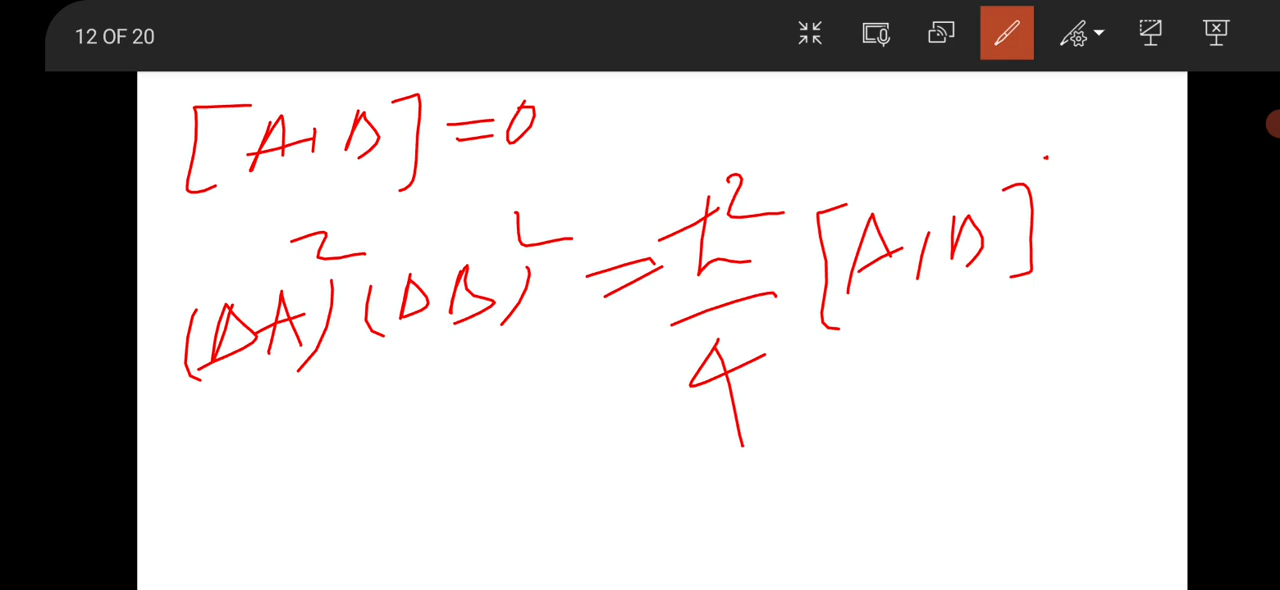 12 OF 20
[A, B] = 0
(ΔA)² (ΔB)² = ħ²/4 [A, B]